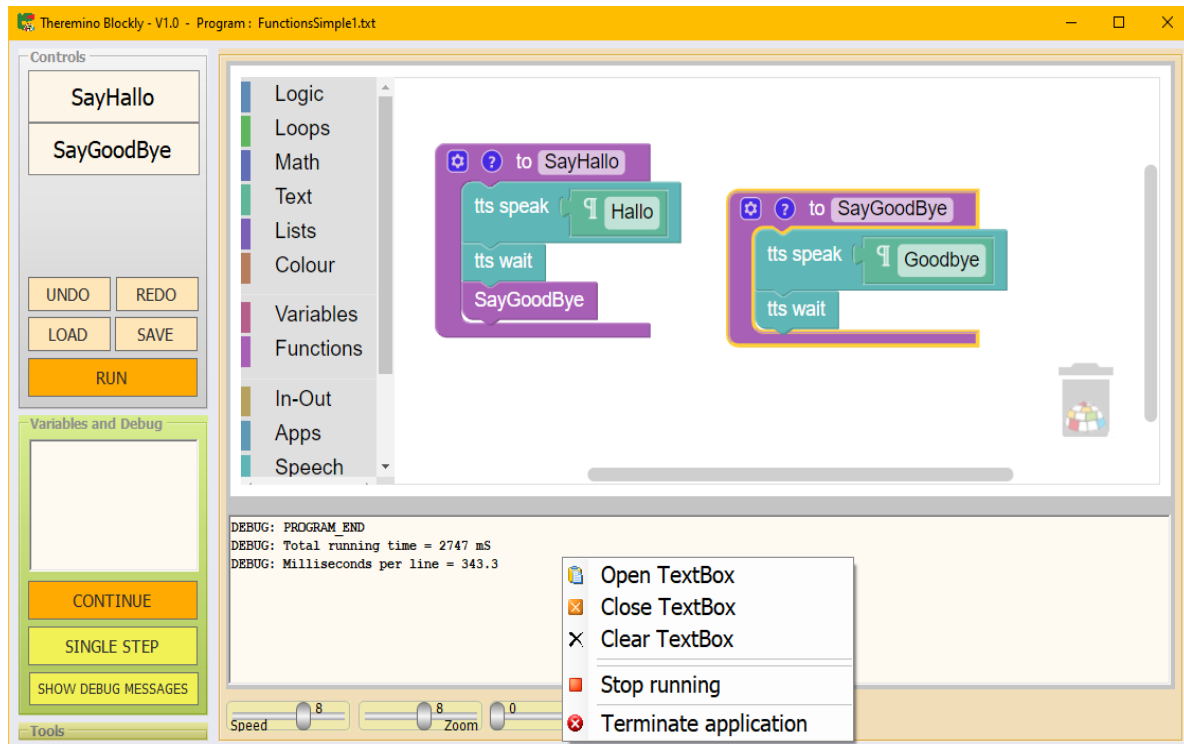 Theremino Blockly - V1.0 - Program : FunctionsSimple1.txt
Controls
SayHallo
SayGoodBye
UNDO
REDO
LOAD
SAVE
RUN
Variables and Debug
CONTINUE
SINGLE STEP
SHOW DEBUG MESSAGES
Tools
Logic
Loops
Math
Text
Lists
Colour
Variables
Functions
In-Out
Apps
Speech
? to SayHallo
tts speak ¶ Hallo
tts wait
SayGoodBye
? to SayGoodBye
tts speak ¶ Goodbye
tts wait
DEBUG: PROGRAM_END
DEBUG: Total running time = 2747 mS
DEBUG: Milliseconds per line = 343.3
Open TextBox
Close TextBox
Clear TextBox
Stop running
Terminate application
Speed 8
8 Zoom
0